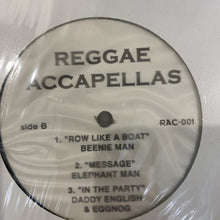 REGGAE
ACCAPELLAS
side B
RAC-001
1. "ROW LIKE A BOAT"
BEENIE MAN
2. "MESSAGE"
ELEPHANT MAN
3. "IN THE PARTY"
DADDY ENGLISH
& EGGNOG